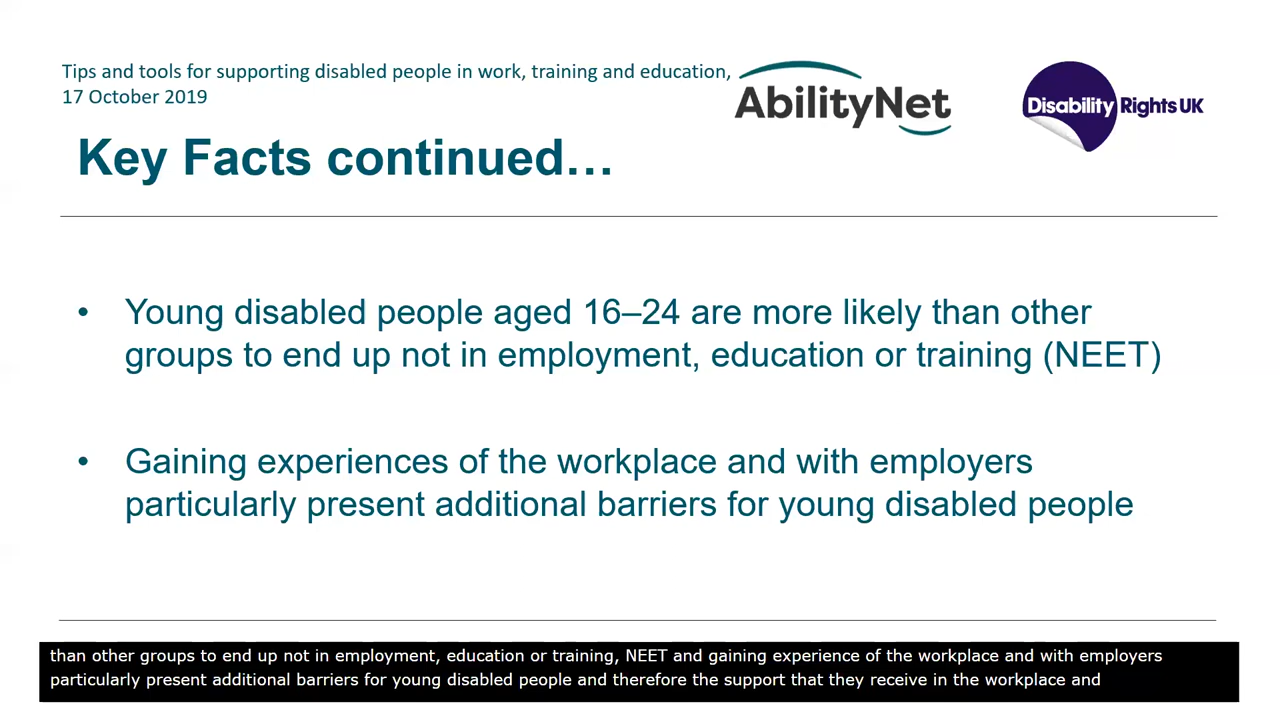 Tips and tools for supporting disabled people in work, training and education,
17 October 2019
AbilityNet
Disability Rights UK
Key Facts continued…
• Young disabled people aged 16–24 are more likely than other
groups to end up not in employment, education or training (NEET)
• Gaining experiences of the workplace and with employers
particularly present additional barriers for young disabled people
than other groups to end up not in employment, education or training, NEET and gaining experience of the workplace and with employers
particularly present additional barriers for young disabled people and therefore the support that they receive in the workplace and